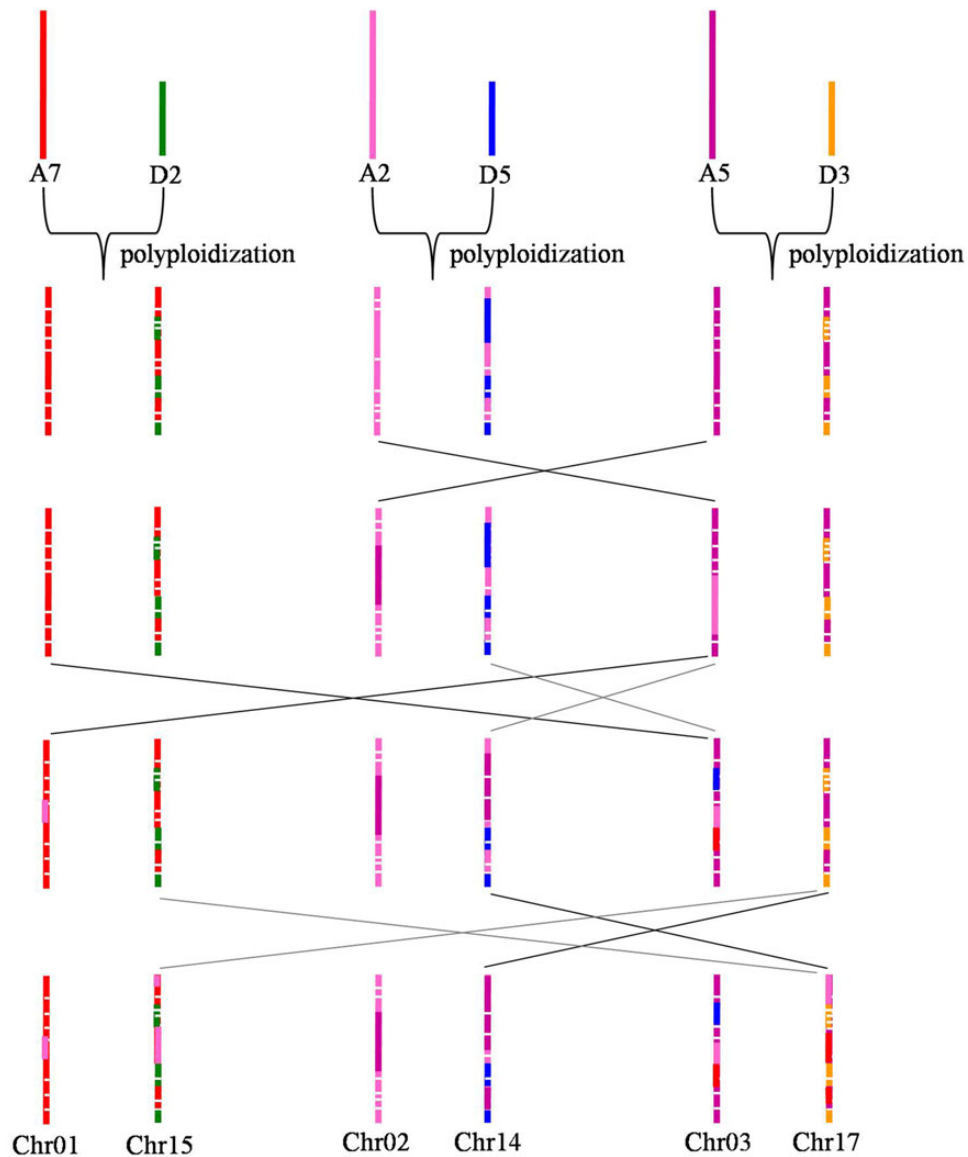 A7 D2 A2 D5 A5 D3
polyploidization polyploidization polyploidization
Chr01 Chr15 Chr02 Chr14 Chr03 Chr17